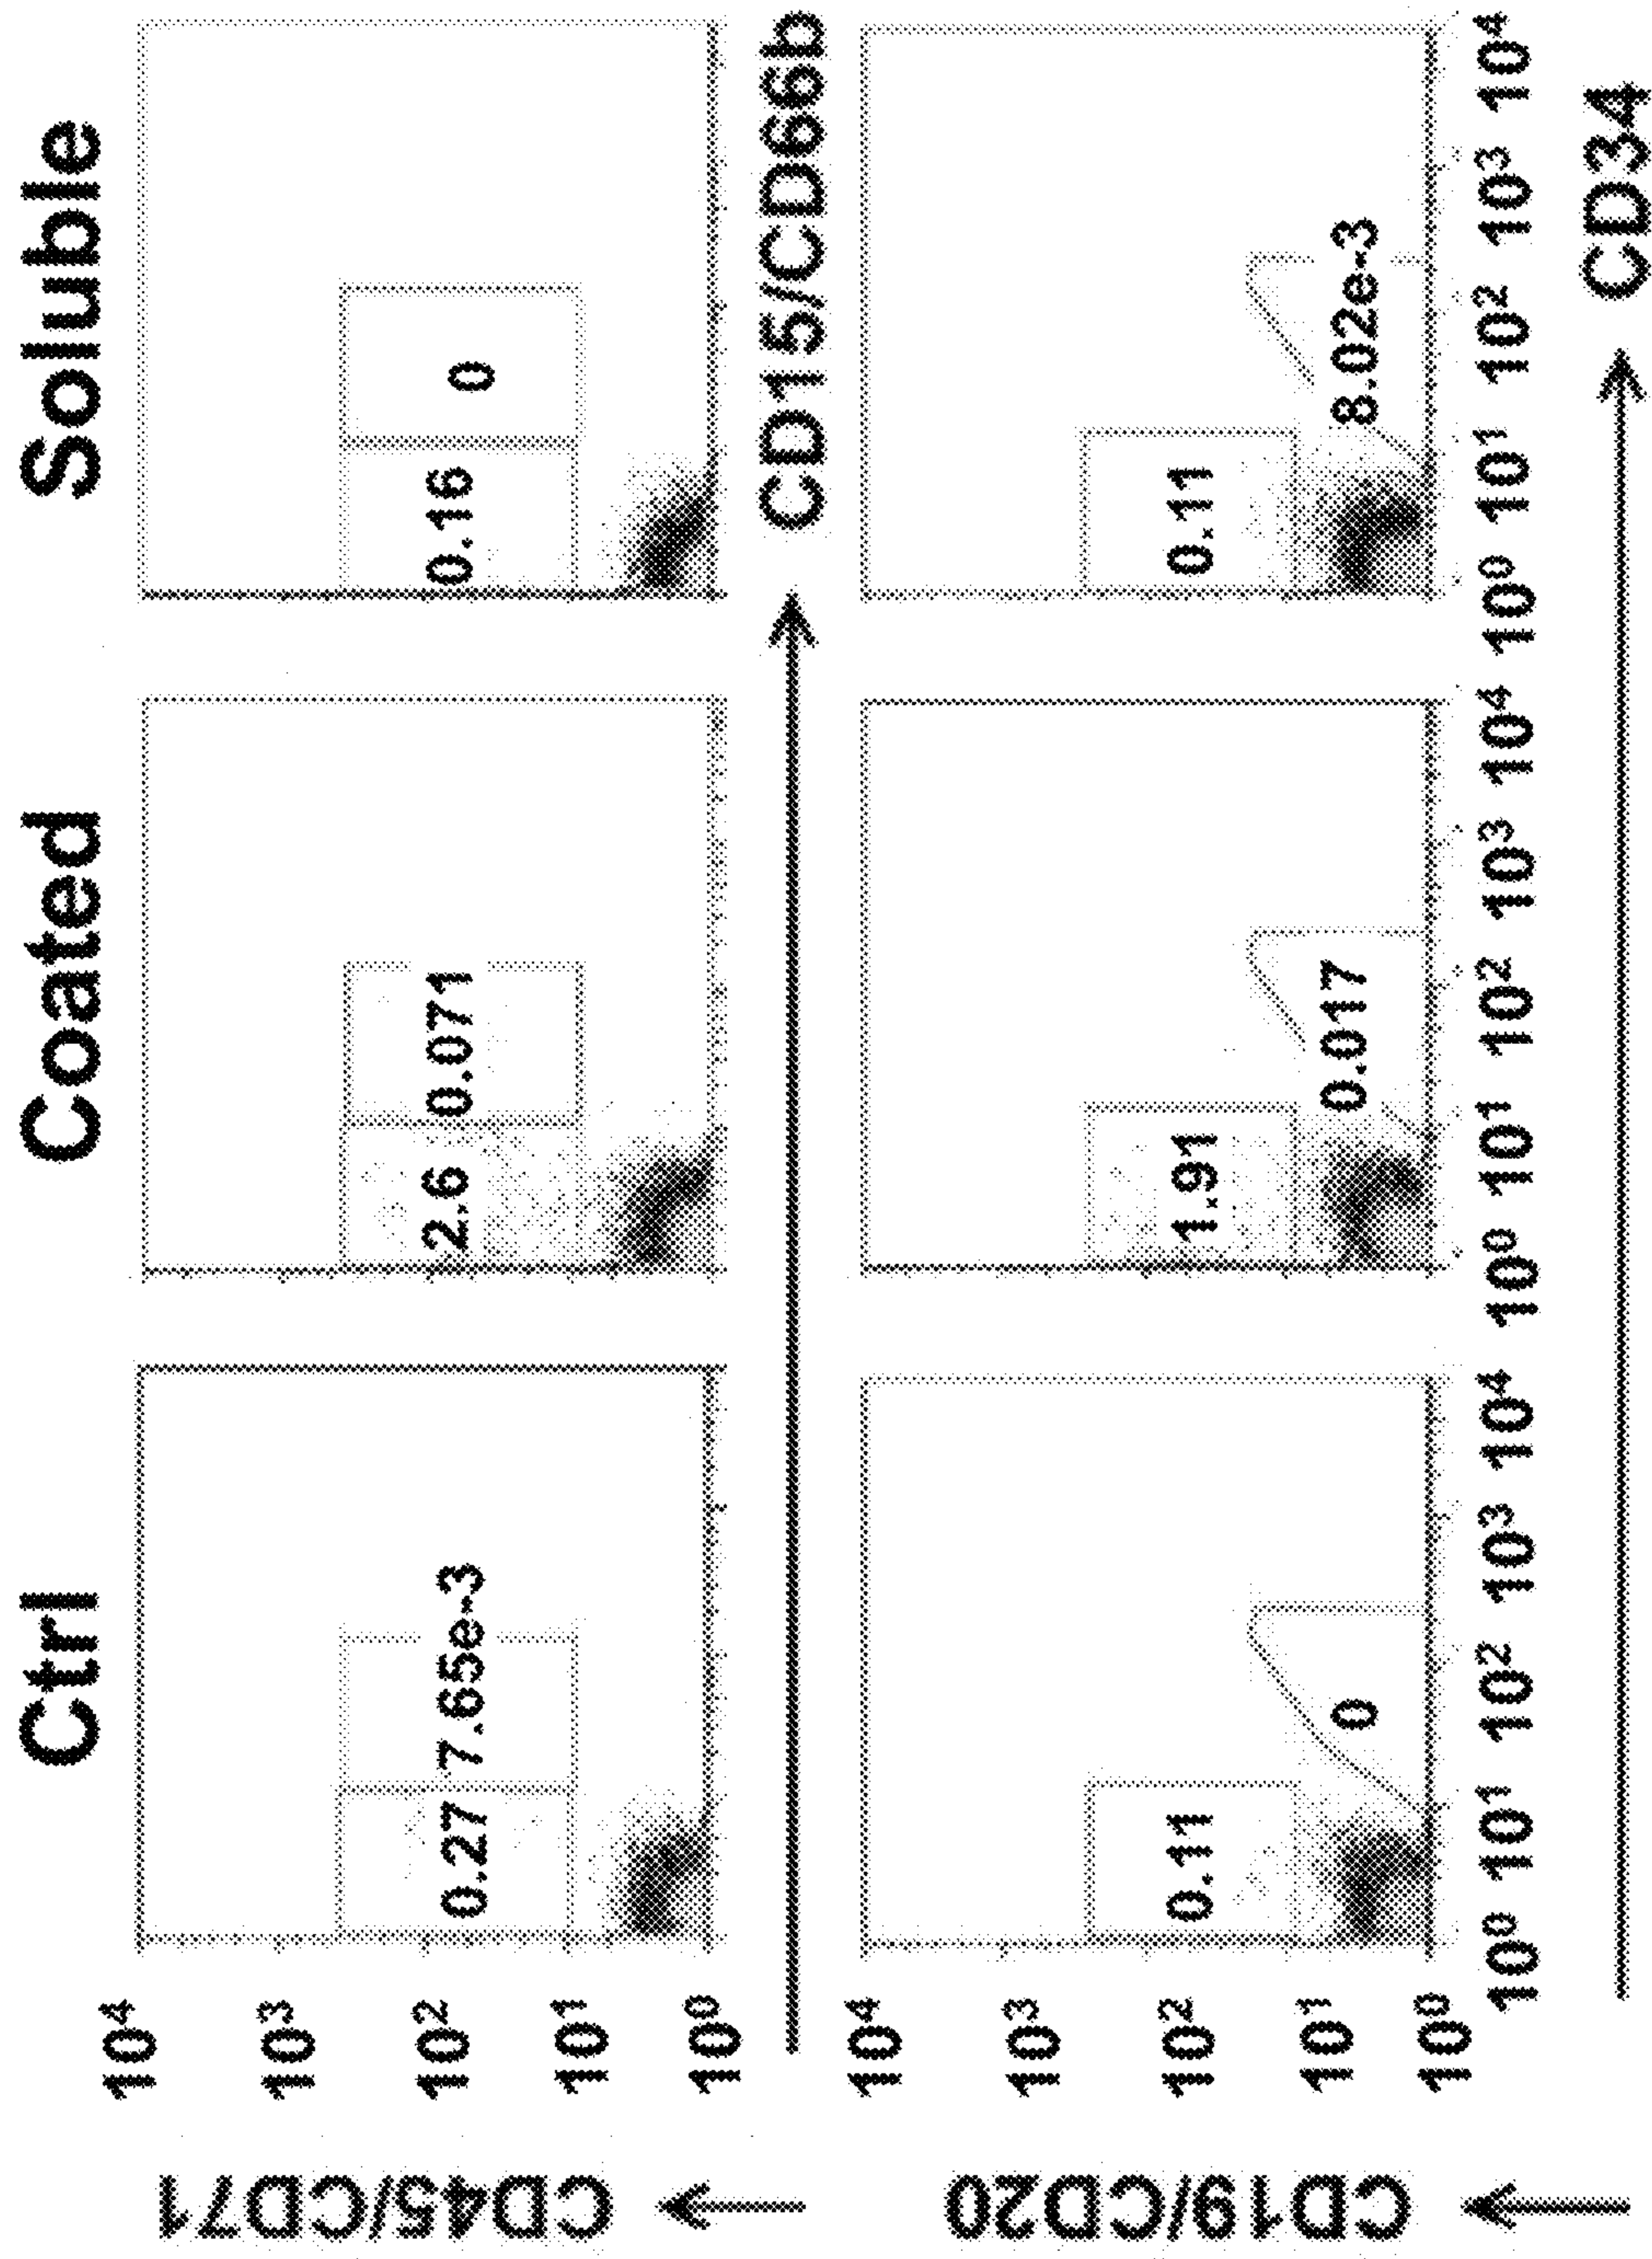 Ctrl Coated Soluble
CD45/CD71
10⁴
10³
10²
10¹
10⁰
0.27 7.65e-3
2.6 0.071
0.16 0
CD15/CD66b
CD19/CD20
10⁴
10³
10²
10¹
10⁰
0.11 0
1.91 0.017
0.11 8.02e-3
10⁰ 10¹ 10² 10³ 10⁴ 10⁰ 10¹ 10² 10³ 10⁴ 10⁰ 10¹ 10² 10³ 10⁴
CD34